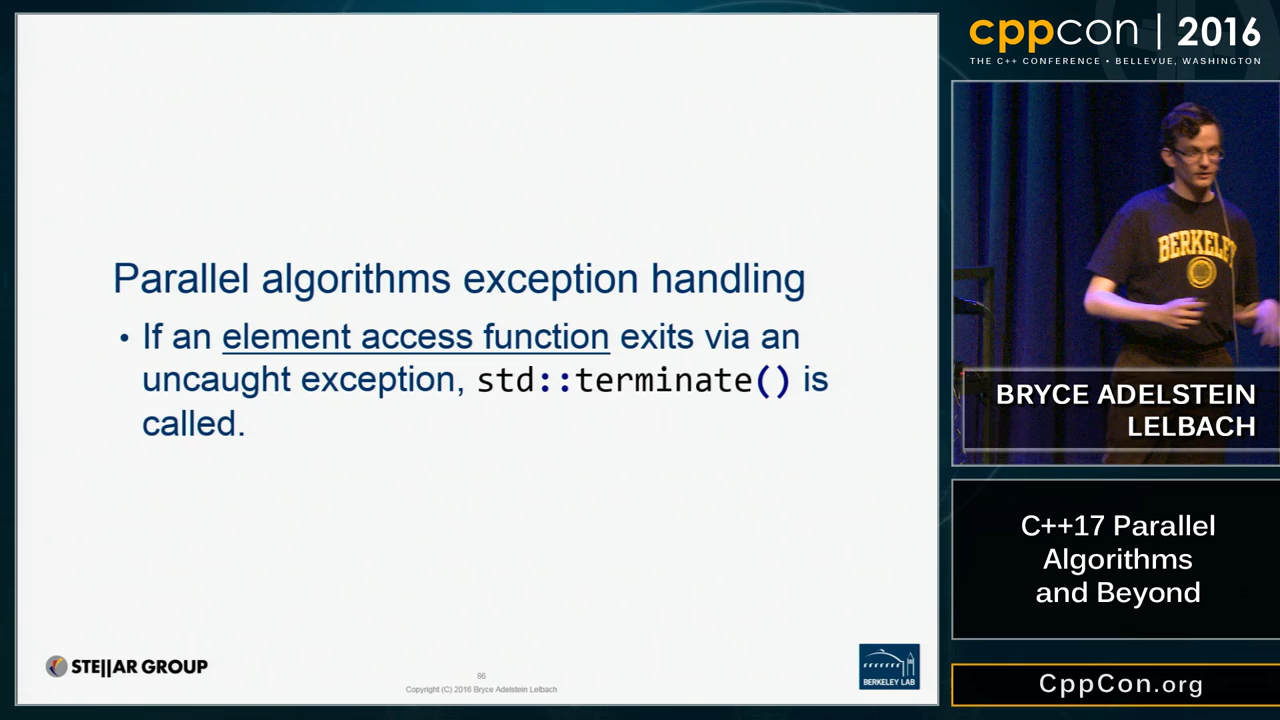 Parallel algorithms exception handling
• If an element access function exits via an
uncaught exception, std::terminate() is
called.
STE||AR GROUP
86
Copyright (C) 2016 Bryce Adelstein Lelbach
BERKELEY LAB
cppcon | 2016
THE C++ CONFERENCE • BELLEVUE, WASHINGTON
BERKELEY
BRYCE ADELSTEIN
LELBACH
C++17 Parallel
Algorithms
and Beyond
CppCon.org